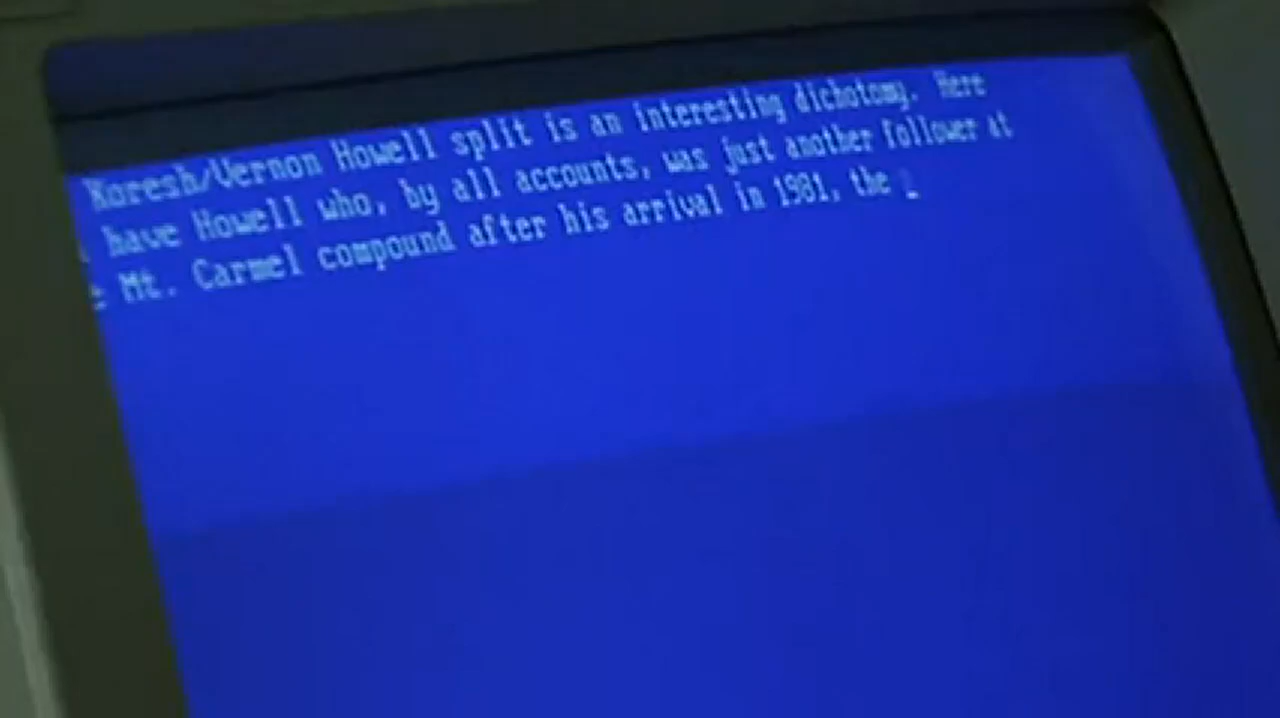 Koresh/Vernon Howell split is an interesting dichotomy. Here
have Howell who, by all accounts, was just another follower at
Mt. Carmel compound after his arrival in 1981, the _